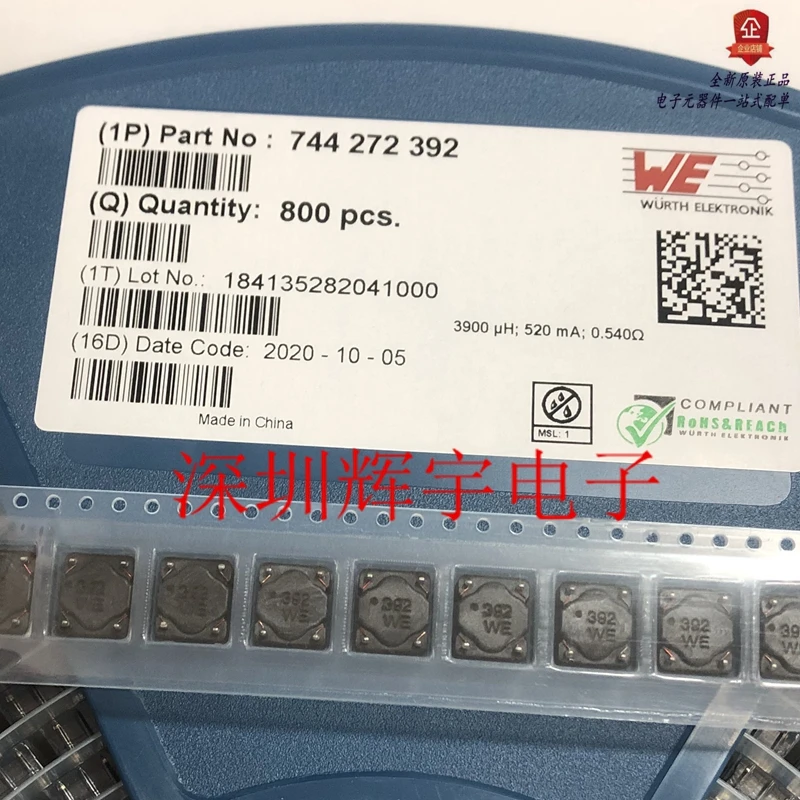 企
企业店铺
全新原装正品
电子元器件一站式配单
(1P) Part No : 744 272 392
(Q) Quantity: 800 pcs.
(1T) Lot No.: 184135282041000
(16D) Date Code: 2020 - 10 - 05
Made in China
WE
WÜRTH ELEKTRONIK
3900 µH; 520 mA; 0.540Ω
MSL: 1
COMPLIANT
RoHS&REACh
WÜRTH ELEKTRONIK
深圳辉宇电子
392
WE
392
WE
392
WE
392
WE
392
WE